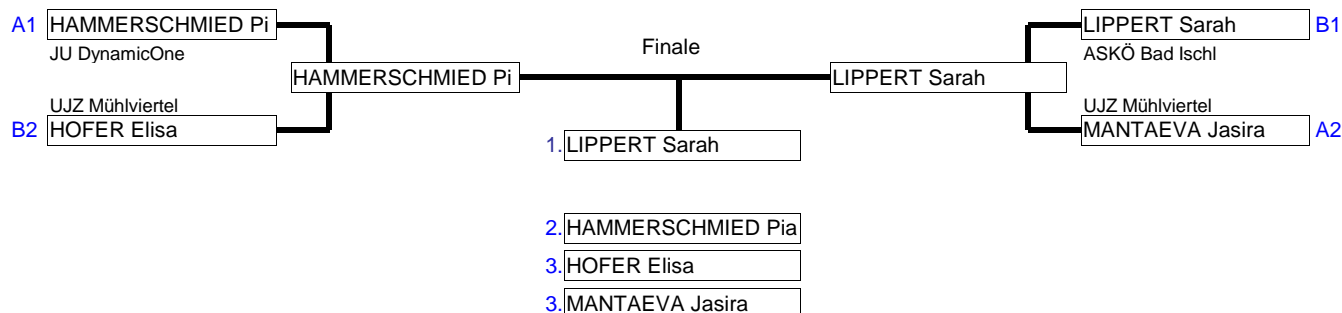 A1 HAMMERSCHMIED Pi
JU DynamicOne
HAMMERSCHMIED Pi
UJZ Mühlviertel
B2 HOFER Elisa
Finale
LIPPERT Sarah B1
ASKÖ Bad Ischl
LIPPERT Sarah
UJZ Mühlviertel
MANTAEVA Jasira A2
1. LIPPERT Sarah
2. HAMMERSCHMIED Pia
3. HOFER Elisa
3. MANTAEVA Jasira